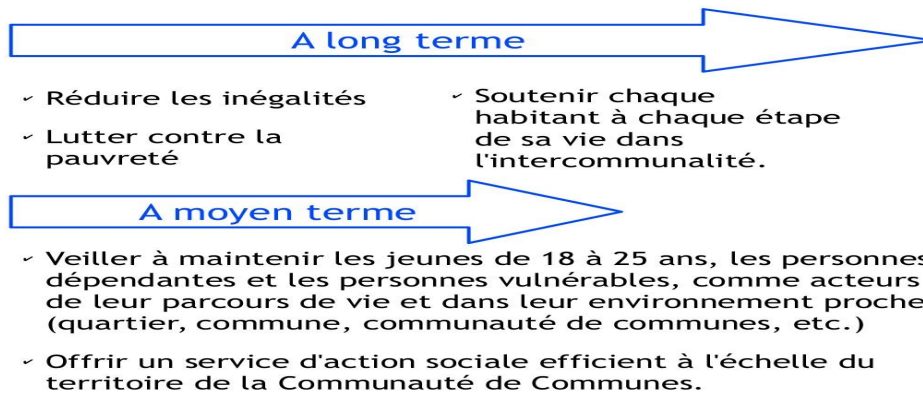 A long terme
✓ Réduire les inégalités
✓ Lutter contre la
pauvreté
✓ Soutenir chaque
habitant à chaque étape
de sa vie dans
l'intercommunalité.
A moyen terme
✓ Veiller à maintenir les jeunes de 18 à 25 ans, les personnes
dépendantes et les personnes vulnérables, comme acteurs
de leur parcours de vie et dans leur environnement proche
(quartier, commune, communauté de communes, etc.)
✓ Offrir un service d'action sociale efficient à l'échelle du
territoire de la Communauté de Communes.